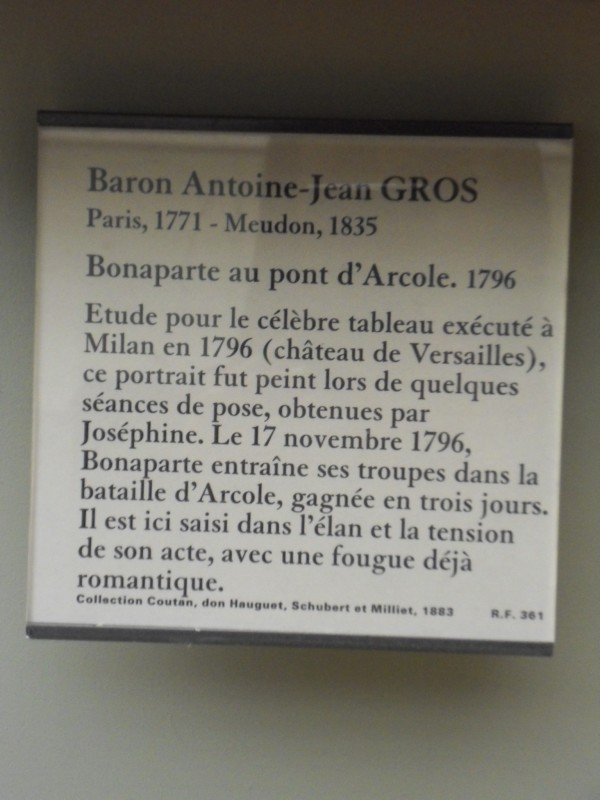 Baron Antoine-Jean GROS
Paris, 1771 - Meudon, 1835
Bonaparte au pont d'Arcole. 1796
Etude pour le célèbre tableau exécuté à
Milan en 1796 (château de Versailles),
ce portrait fut peint lors de quelques
séances de pose, obtenues par
Joséphine. Le 17 novembre 1796,
Bonaparte entraîne ses troupes dans la
bataille d'Arcole, gagnée en trois jours.
Il est ici saisi dans l'élan et la tension
de son acte, avec une fougue déjà
romantique.
Collection Coutan, don Hauguet, Schubert et Milliet, 1883 R.F. 361